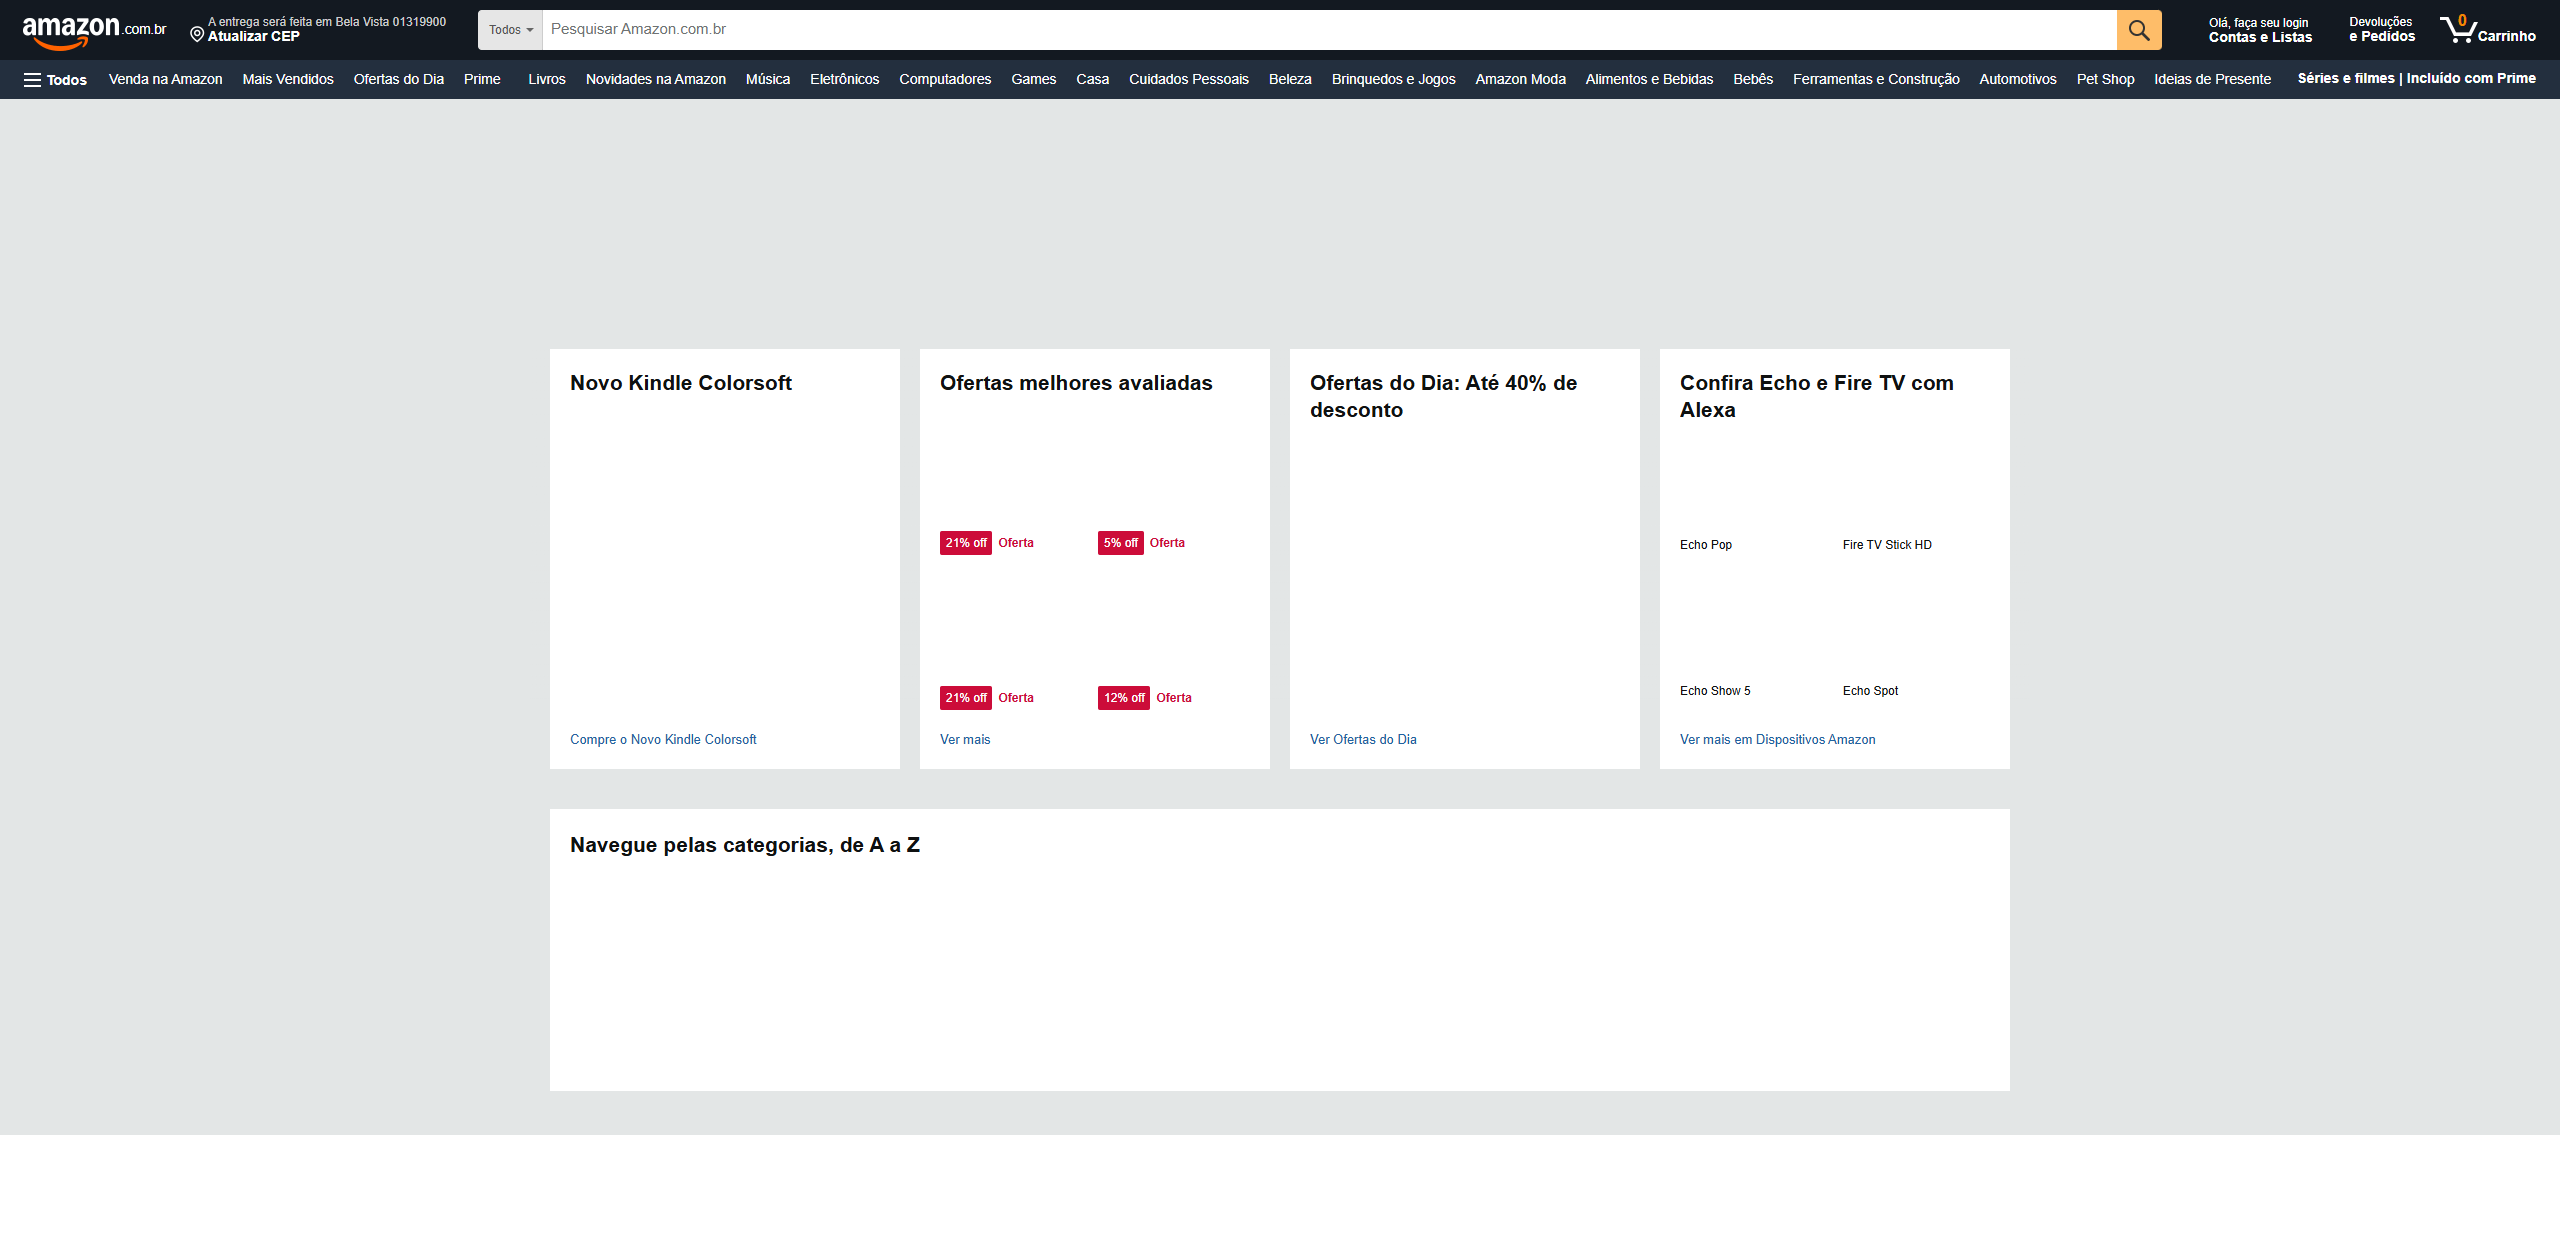 amazon.com.br
A entrega será feita em Bela Vista 01319900
Atualizar CEP
Todos
Pesquisar Amazon.com.br
Olá, faça seu login
Contas e Listas
Devoluções
e Pedidos
0
Carrinho
Todos
Venda na Amazon
Mais Vendidos
Ofertas do Dia
Prime
Livros
Novidades na Amazon
Música
Eletrônicos
Computadores
Games
Casa
Cuidados Pessoais
Beleza
Brinquedos e Jogos
Amazon Moda
Alimentos e Bebidas
Bebês
Ferramentas e Construção
Automotivos
Pet Shop
Ideias de Presente
Séries e filmes | Incluído com Prime
Novo Kindle Colorsoft
Compre o Novo Kindle Colorsoft
Ofertas melhores avaliadas
21% off Oferta
5% off Oferta
21% off Oferta
12% off Oferta
Ver mais
Ofertas do Dia: Até 40% de
desconto
Ver Ofertas do Dia
Confira Echo e Fire TV com
Alexa
Echo Pop
Fire TV Stick HD
Echo Show 5
Echo Spot
Ver mais em Dispositivos Amazon
Navegue pelas categorias, de A a Z